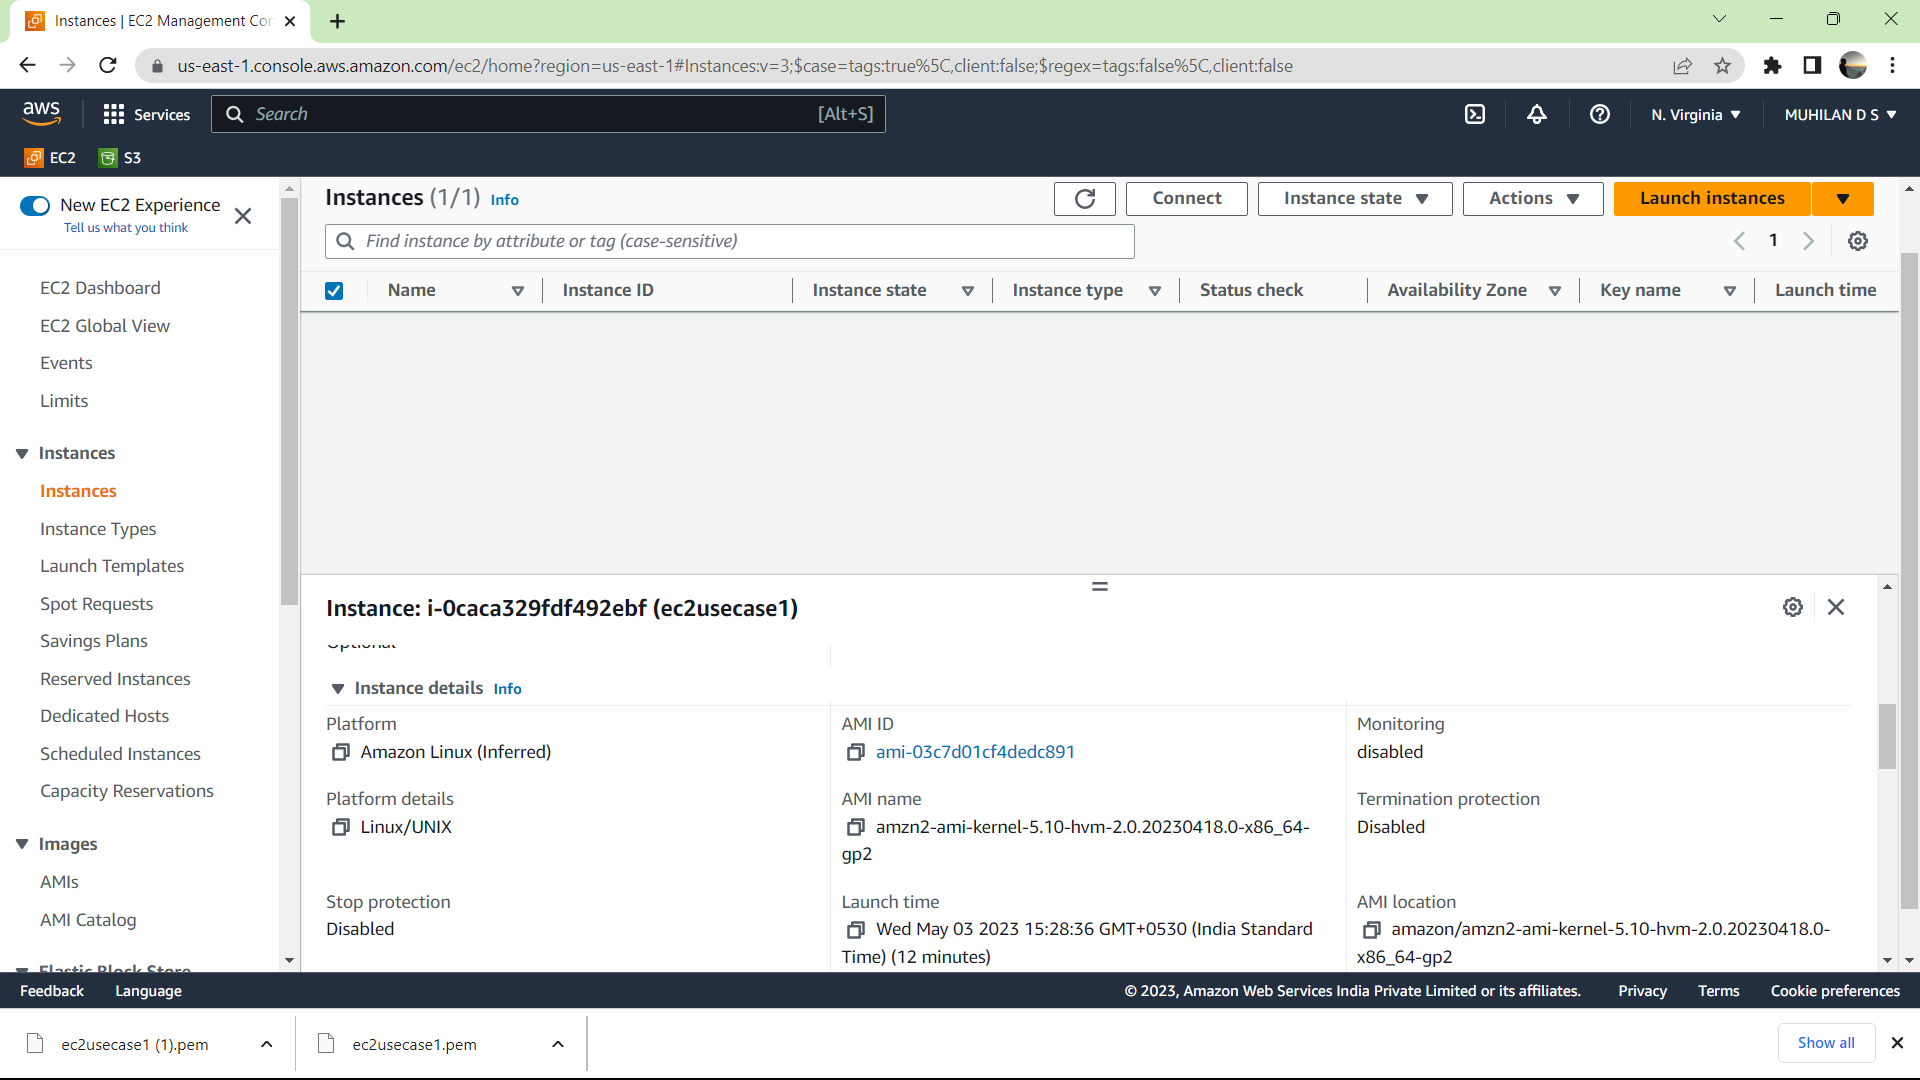 Instances | EC2 Management Cor
us-east-1.console.aws.amazon.com/ec2/home?region=us-east-1#Instances:v=3;$case=tags:true%5C,client:false;$regex=tags:false%5C,client:false
aws
Services
Search
[Alt+S]
N. Virginia
MUHILAN D S
EC2
S3
New EC2 Experience
Tell us what you think
EC2 Dashboard
EC2 Global View
Events
Limits
Instances
Instances
Instance Types
Launch Templates
Spot Requests
Savings Plans
Reserved Instances
Dedicated Hosts
Scheduled Instances
Capacity Reservations
Images
AMIs
AMI Catalog
Elastic Block Store
Instances (1/1) Info
Connect
Instance state
Actions
Launch instances
Find instance by attribute or tag (case-sensitive)
1
Name
Instance ID
Instance state
Instance type
Status check
Availability Zone
Key name
Launch time
Instance: i-0caca329fdf492ebf (ec2usecase1)
Optional
Instance details Info
Platform
Amazon Linux (Inferred)
AMI ID
ami-03c7d01cf4dedc891
Monitoring
disabled
Platform details
Linux/UNIX
AMI name
amzn2-ami-kernel-5.10-hvm-2.0.20230418.0-x86_64-
gp2
Termination protection
Disabled
Stop protection
Disabled
Launch time
Wed May 03 2023 15:28:36 GMT+0530 (India Standard
Time) (12 minutes)
AMI location
amazon/amzn2-ami-kernel-5.10-hvm-2.0.20230418.0-
x86_64-gp2
Feedback
Language
© 2023, Amazon Web Services India Private Limited or its affiliates.
Privacy
Terms
Cookie preferences
ec2usecase1 (1).pem
ec2usecase1.pem
Show all